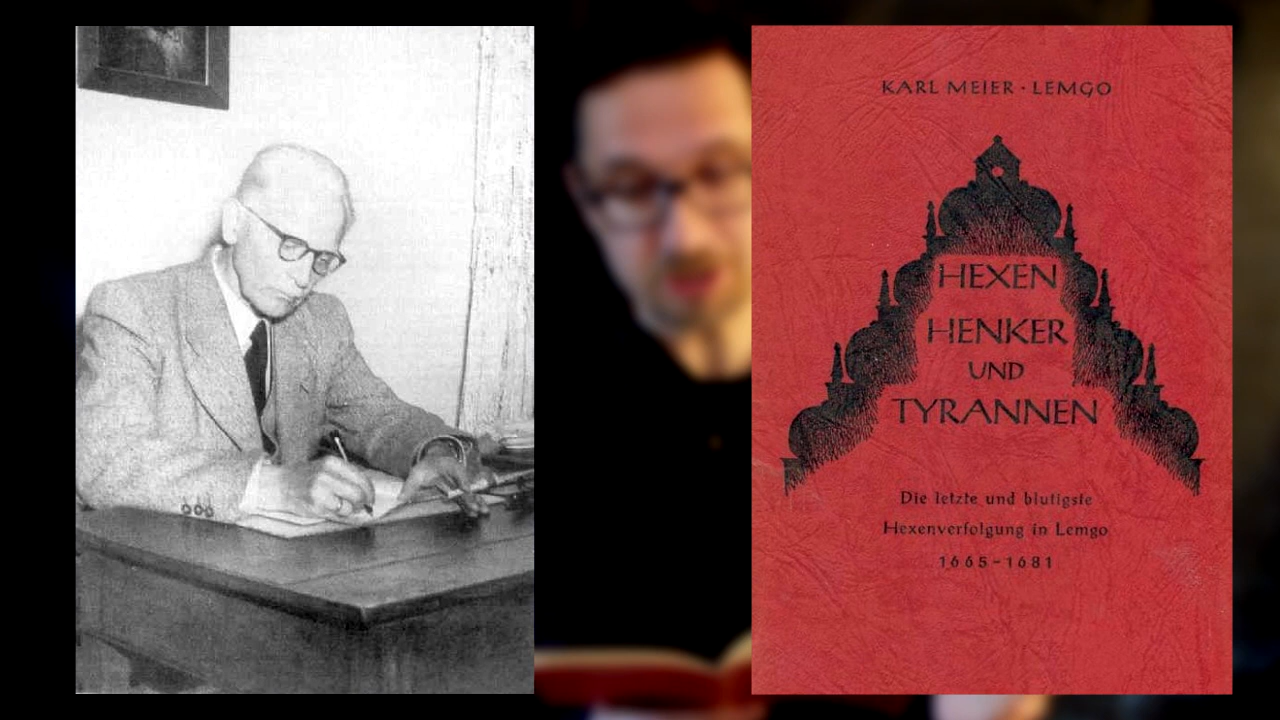 KARL MEIER · LEMGO
HEXEN
HENKER
UND
TYRANNEN
Die letzte und blutigste
Hexenverfolgung in Lemgo
1665-1681